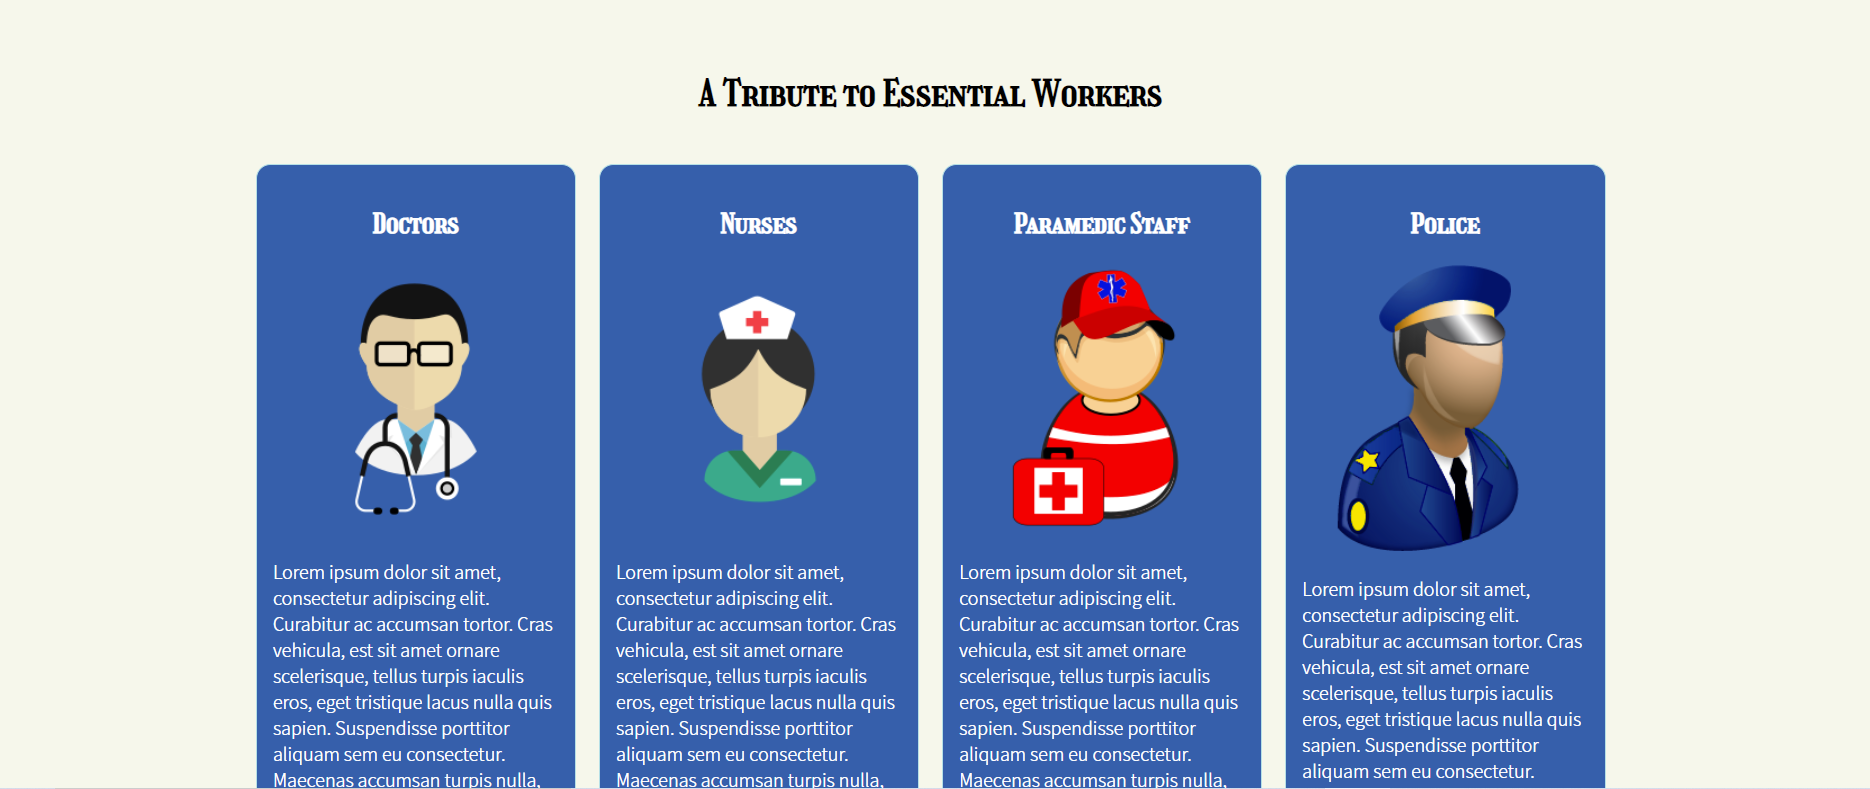 A Tribute to Essential Workers
Doctors
Lorem ipsum dolor sit amet,
consectetur adipiscing elit.
Curabitur ac accumsan tortor. Cras
vehicula, est sit amet ornare
scelerisque, tellus turpis iaculis
eros, eget tristique lacus nulla quis
sapien. Suspendisse porttitor
aliquam sem eu consectetur.
Maecenas accumsan turpis nulla,
Nurses
Lorem ipsum dolor sit amet,
consectetur adipiscing elit.
Curabitur ac accumsan tortor. Cras
vehicula, est sit amet ornare
scelerisque, tellus turpis iaculis
eros, eget tristique lacus nulla quis
sapien. Suspendisse porttitor
aliquam sem eu consectetur.
Maecenas accumsan turpis nulla,
Paramedic Staff
Lorem ipsum dolor sit amet,
consectetur adipiscing elit.
Curabitur ac accumsan tortor. Cras
vehicula, est sit amet ornare
scelerisque, tellus turpis iaculis
eros, eget tristique lacus nulla quis
sapien. Suspendisse porttitor
aliquam sem eu consectetur.
Maecenas accumsan turpis nulla,
Police
Lorem ipsum dolor sit amet,
consectetur adipiscing elit.
Curabitur ac accumsan tortor. Cras
vehicula, est sit amet ornare
scelerisque, tellus turpis iaculis
eros, eget tristique lacus nulla quis
sapien. Suspendisse porttitor
aliquam sem eu consectetur.